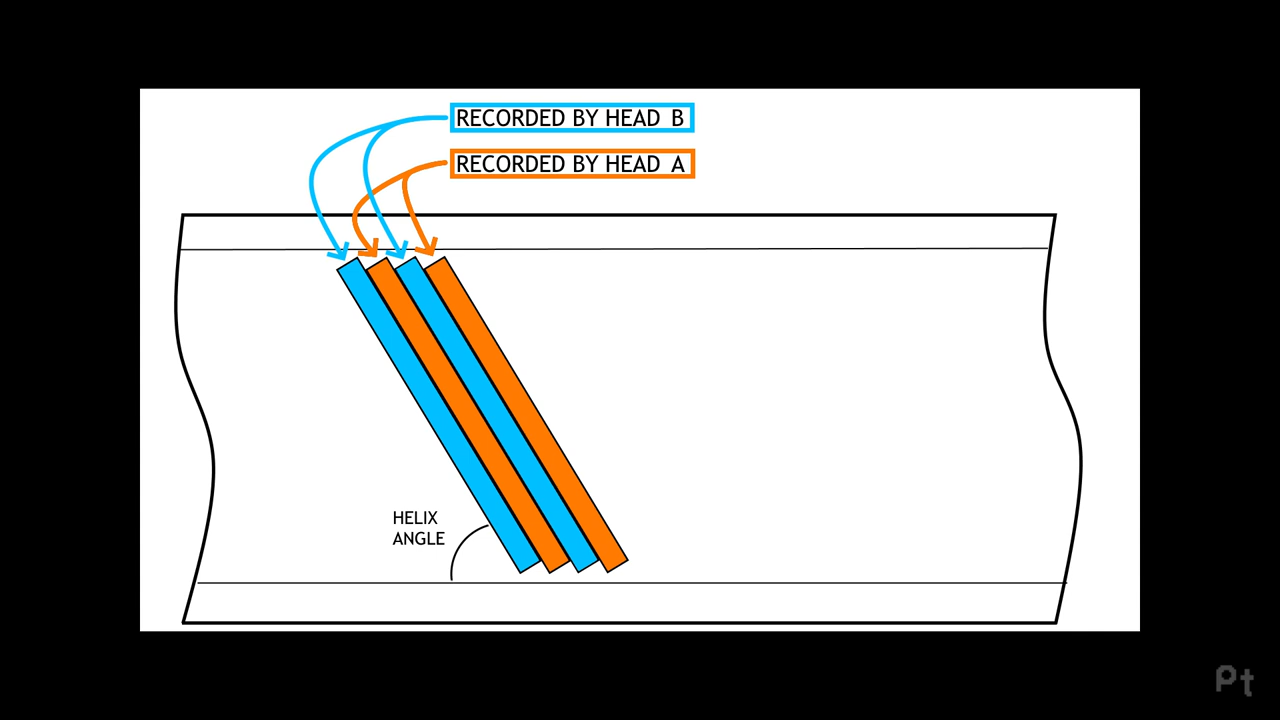 RECORDED BY HEAD B
RECORDED BY HEAD A
HELIX
ANGLE
Pt